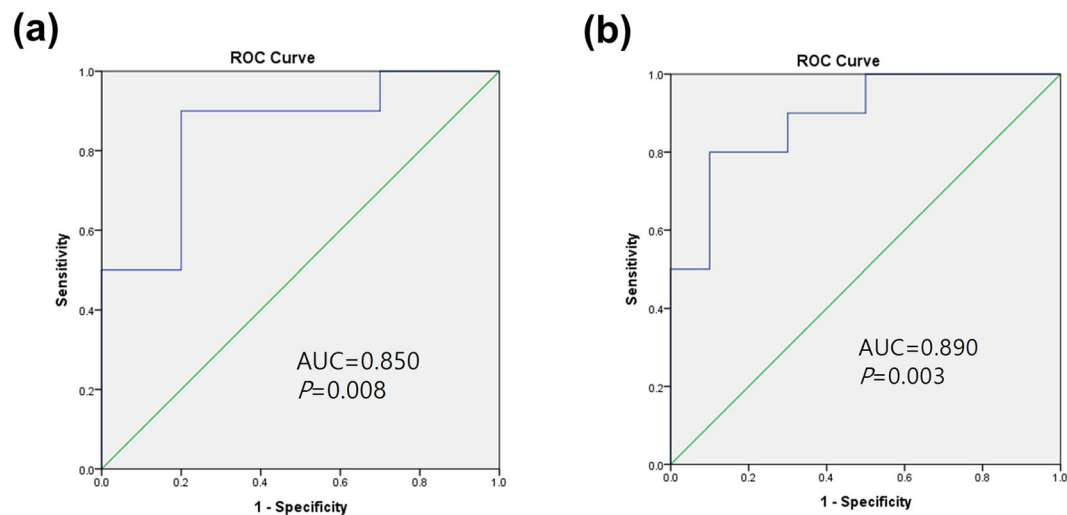 (a)
ROC Curve
1.0
0.8
0.6
0.4
0.2
0.0
Sensitivity
AUC=0.850
P=0.008
0.0 0.2 0.4 0.6 0.8 1.0
1 - Specificity
(b)
ROC Curve
1.0
0.8
0.6
0.4
0.2
0.0
Sensitivity
AUC=0.890
P=0.003
0.0 0.2 0.4 0.6 0.8 1.0
1 - Specificity